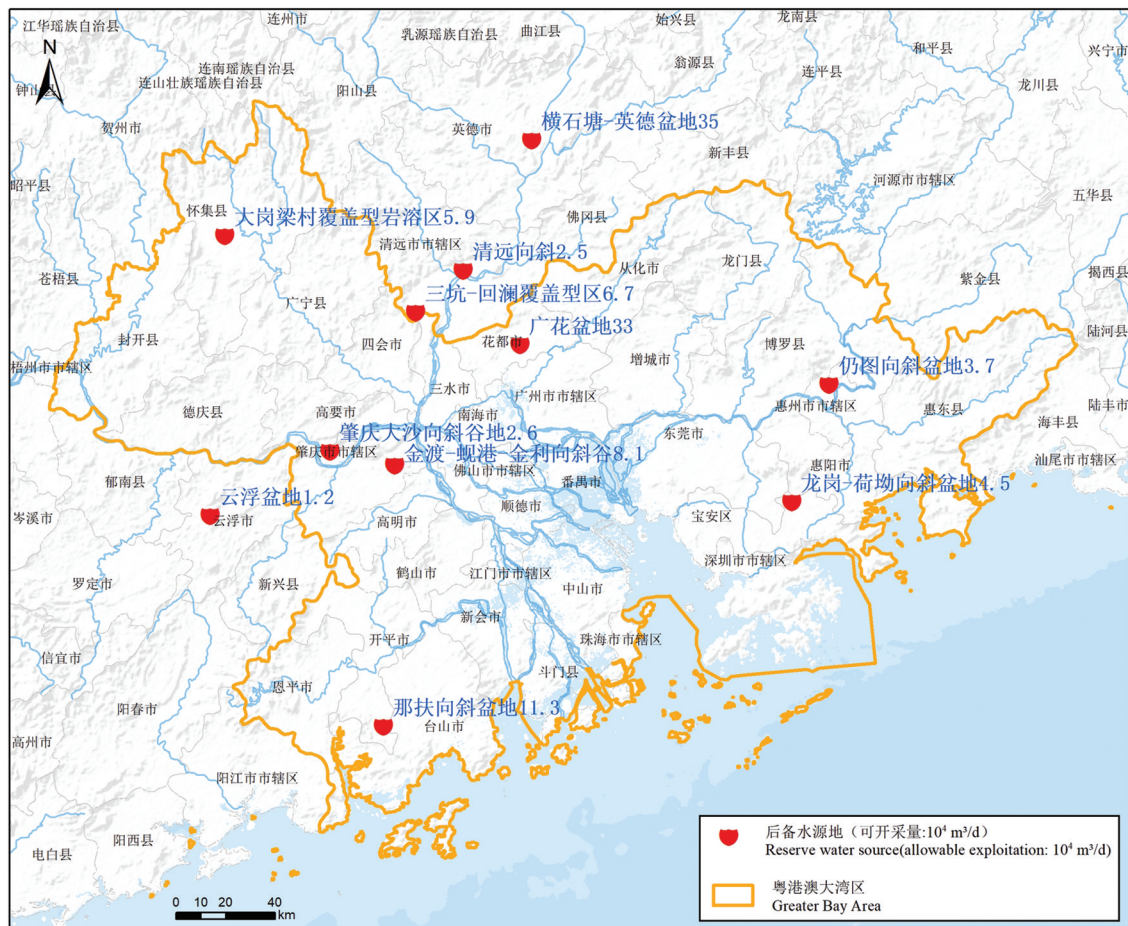 江华瑶族自治县
连州市
乳源瑶族自治县
曲江县
始兴县
龙南县
和平县
兴宁市
N
钟山县
连南瑶族自治县
连山壮族瑶族自治县
阳山县
翁源县
连平县
龙川县
贺州市
英德市
横石塘-英德盆地35
新丰县
昭平县
河源市市辖区
五华县
怀集县
大岗梁村覆盖型岩溶区5.9
佛冈县
清远市市辖区
清远向斜2.5
从化市
龙门县
紫金县
揭西县
苍梧县
广宁县
三坑-回澜覆盖型区6.7
广花盆地33
陆河县
封开县
四会市
花都市
增城市
博罗县
仍图向斜盆地3.7
梧州市市辖区
三水市
广州市市辖区
惠州市市辖区
惠东县
陆丰市
德庆县
高要市
南海市
海丰县
肇庆大沙向斜谷地2.6
东莞市
肇庆市市辖区
金渡-蚬港-金利向斜谷8.1
佛山市市辖区
惠阳市
汕尾市市辖区
郁南县
番禺市
龙岗-荷坳向斜盆地4.5
云浮盆地1.2
云浮市
岑溪市
高明市
顺德市
宝安区
罗定市
新兴县
鹤山市
江门市市辖区
中山市
深圳市市辖区
新会市
开平市
珠海市市辖区
信宜市
斗门县
恩平市
阳春市
那扶向斜盆地11.3
台山市
高州市
阳江市市辖区
阳西县
电白县
0 10 20 40
km
后备水源地（可开采量:10⁴ m³/d）
Reserve water source(allowable exploitation: 10⁴ m³/d)
粤港澳大湾区
Greater Bay Area